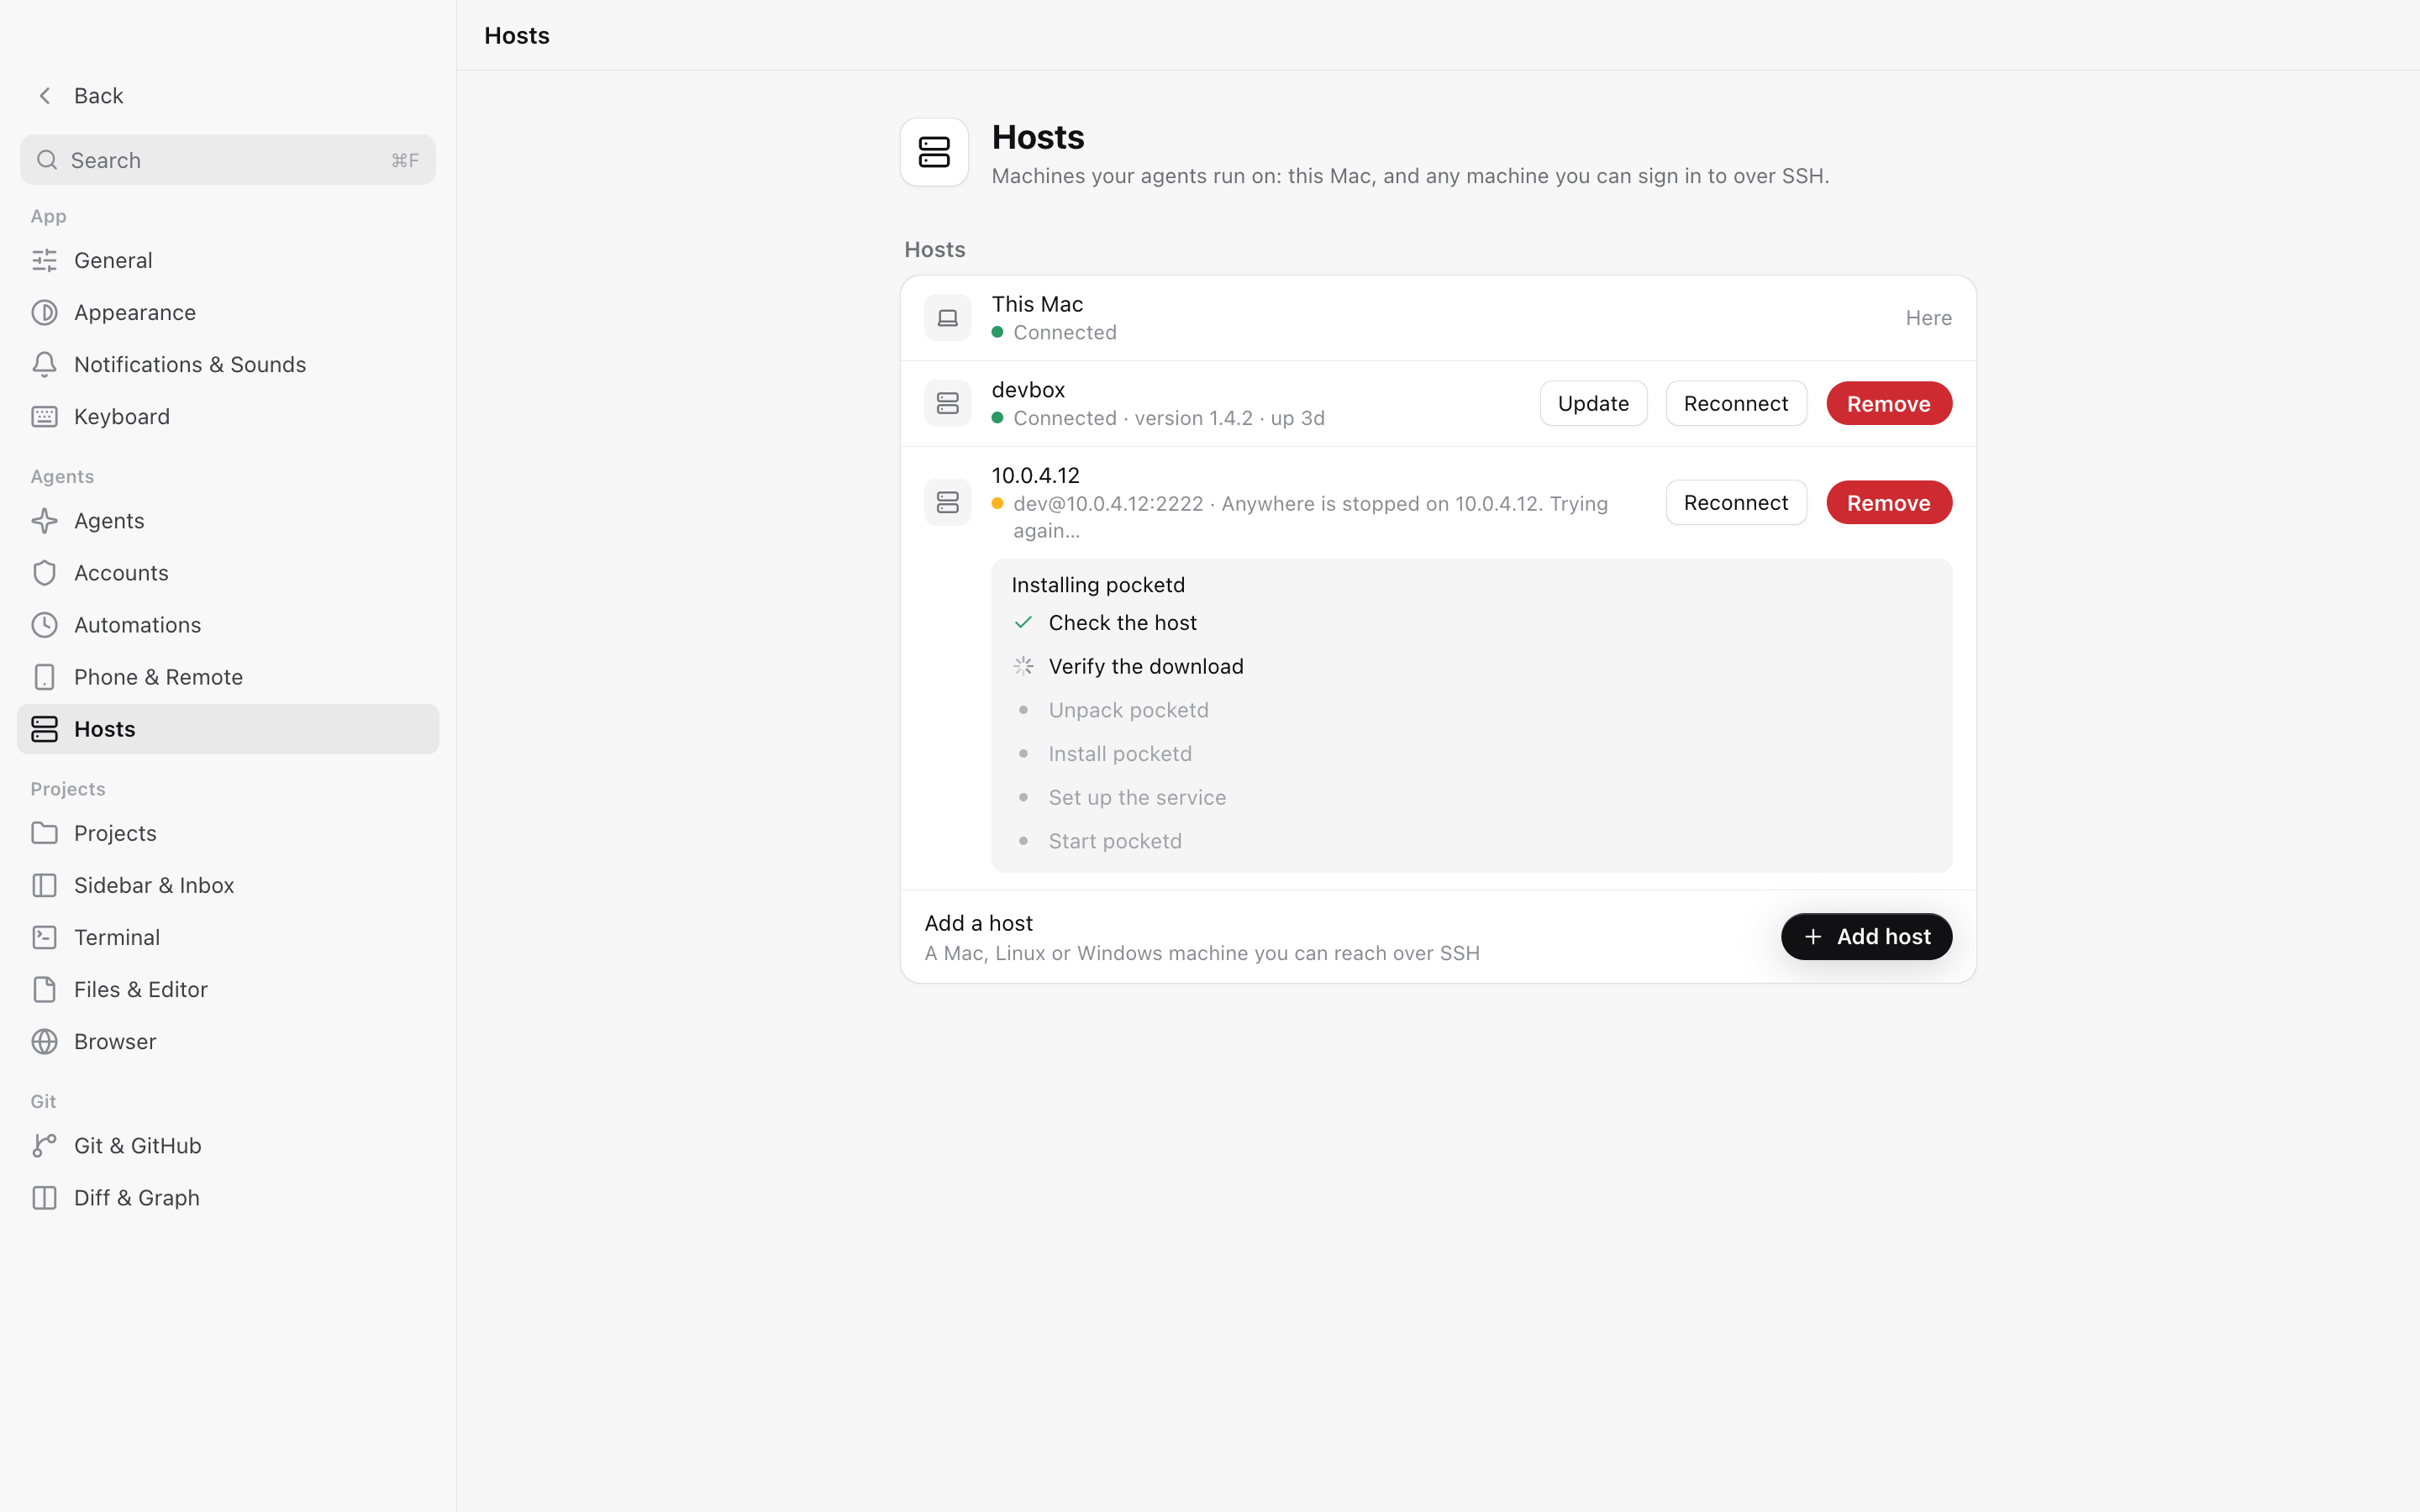 Hosts
Back
Search ⌘F
App
General
Appearance
Notifications & Sounds
Keyboard
Agents
Agents
Accounts
Automations
Phone & Remote
Hosts
Projects
Projects
Sidebar & Inbox
Terminal
Files & Editor
Browser
Git
Git & GitHub
Diff & Graph
Hosts
Machines your agents run on: this Mac, and any machine you can sign in to over SSH.
Hosts
This Mac
Connected
Here
devbox
Connected · version 1.4.2 · up 3d
Update
Reconnect
Remove
10.0.4.12
dev@10.0.4.12:2222 · Anywhere is stopped on 10.0.4.12. Trying
again…
Reconnect
Remove
Installing pocketd
Check the host
Verify the download
Unpack pocketd
Install pocketd
Set up the service
Start pocketd
Add a host
A Mac, Linux or Windows machine you can reach over SSH
Add host